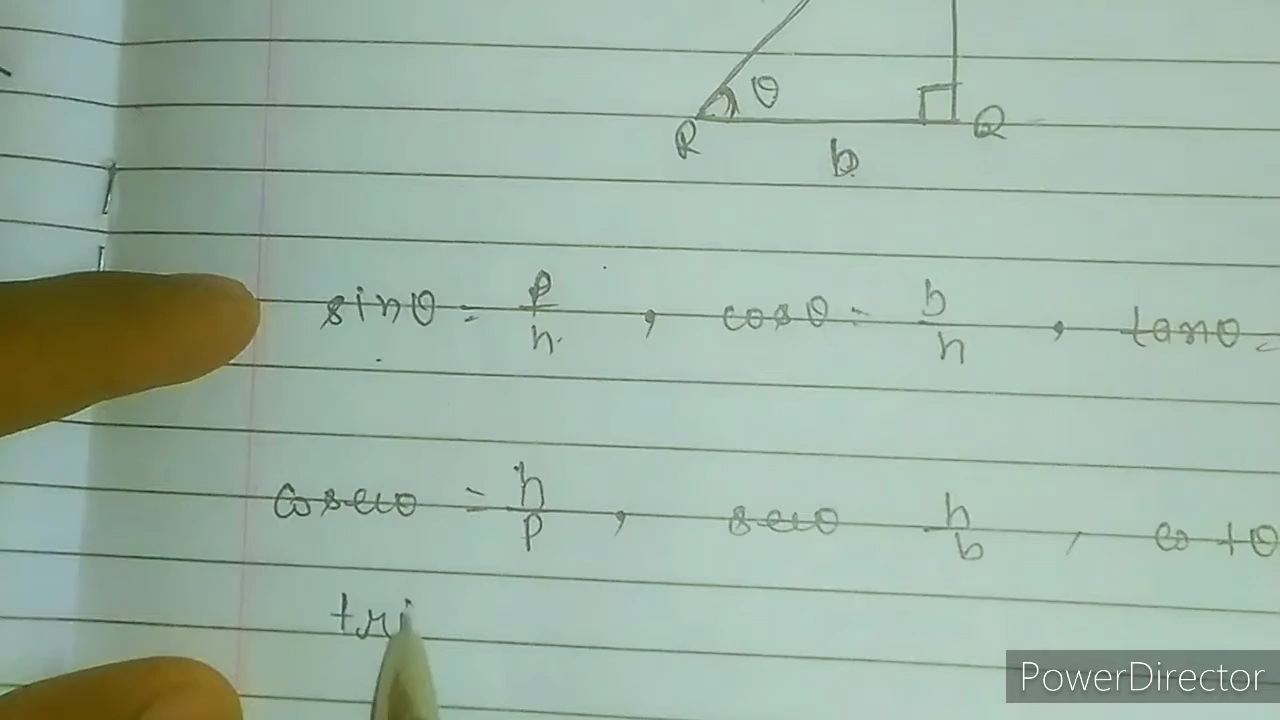 θ
R Q
b
sinθ = p/h , cosθ = b/h , tanθ =
cosecθ = h/p , secθ h/b , cotθ
tri
PowerDirector